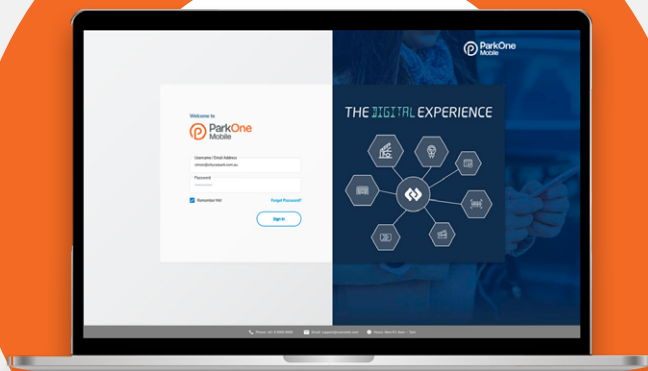 ParkOne
Mobile
Welcome to
ParkOne
Mobile
Username / Email Address
Password
Remember Me!
Forgot Password?
Sign In
THE DIGITAL EXPERIENCE